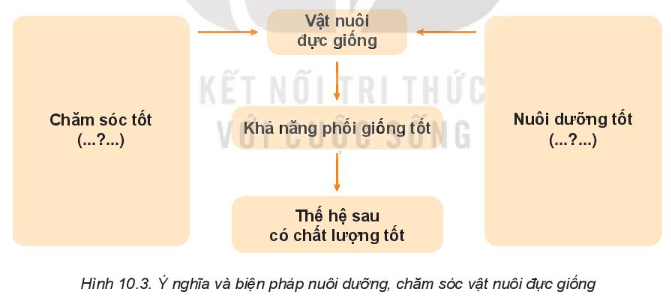 Vật nuôi
đực giống
KẾT NỐI TRI THỨC
VỚI CUỘC SỐNG
Chăm sóc tốt
(...?...)
Khả năng phối giống tốt
Nuôi dưỡng tốt
(...?...)
Thế hệ sau
có chất lượng tốt
Hình 10.3. Ý nghĩa và biện pháp nuôi dưỡng, chăm sóc vật nuôi đực giống